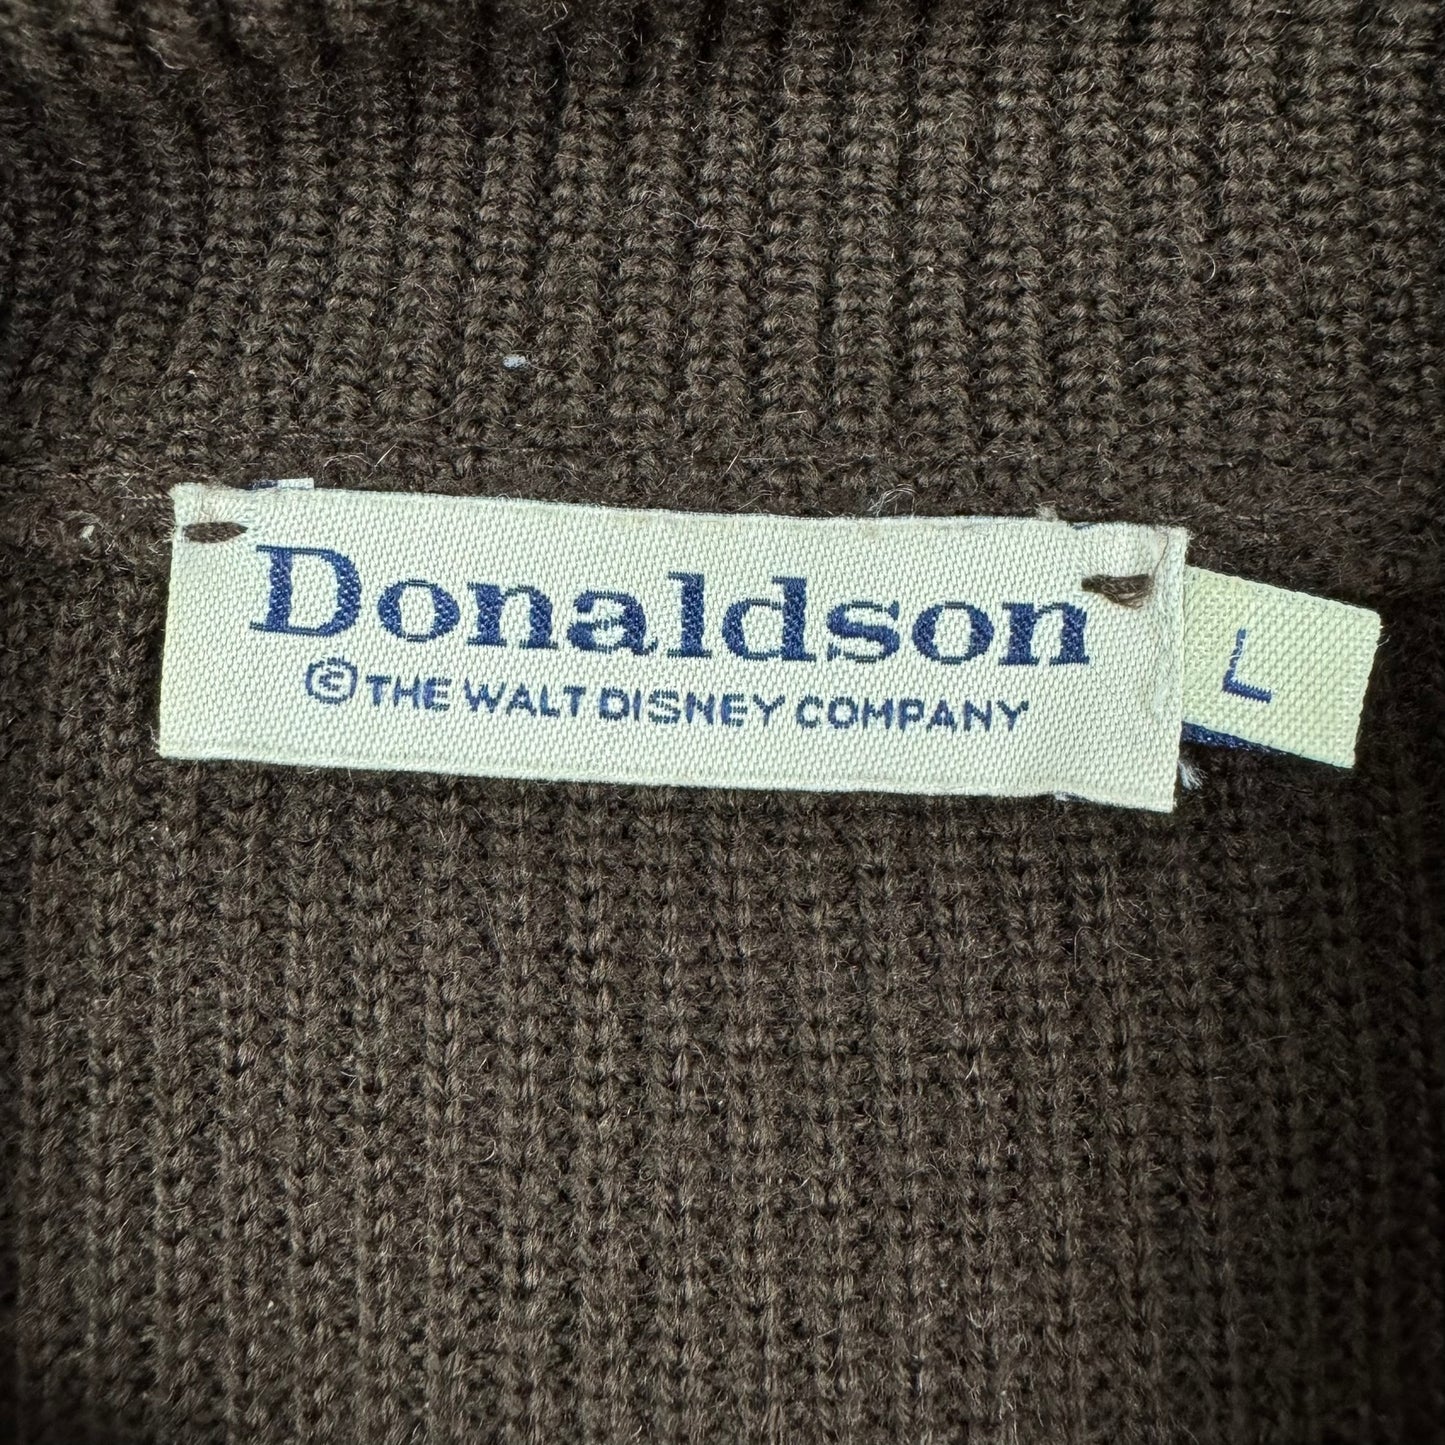 Donaldson
© THE WALT DISNEY COMPANY
L